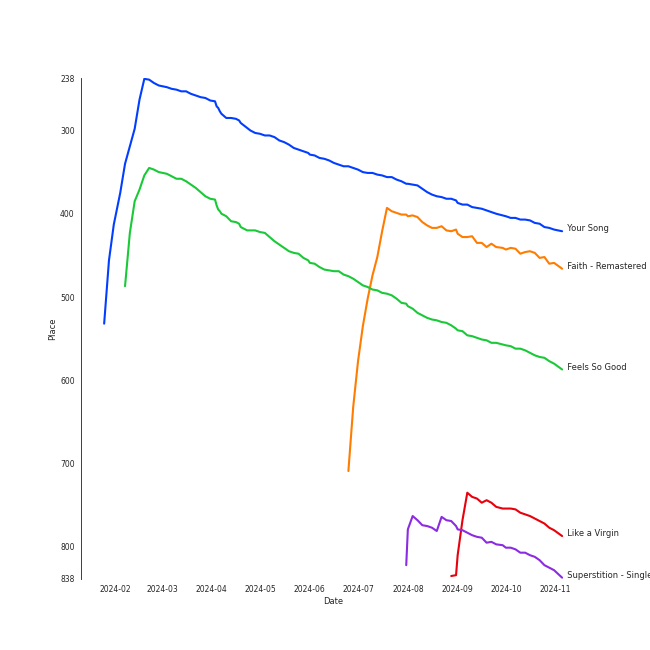 238
300
400
500
600
700
800
838
Place
2024-02 2024-03 2024-04 2024-05 2024-06 2024-07 2024-08 2024-09 2024-10 2024-11
Date
Your Song
Faith - Remastered
Feels So Good
Like a Virgin
Superstition - Single